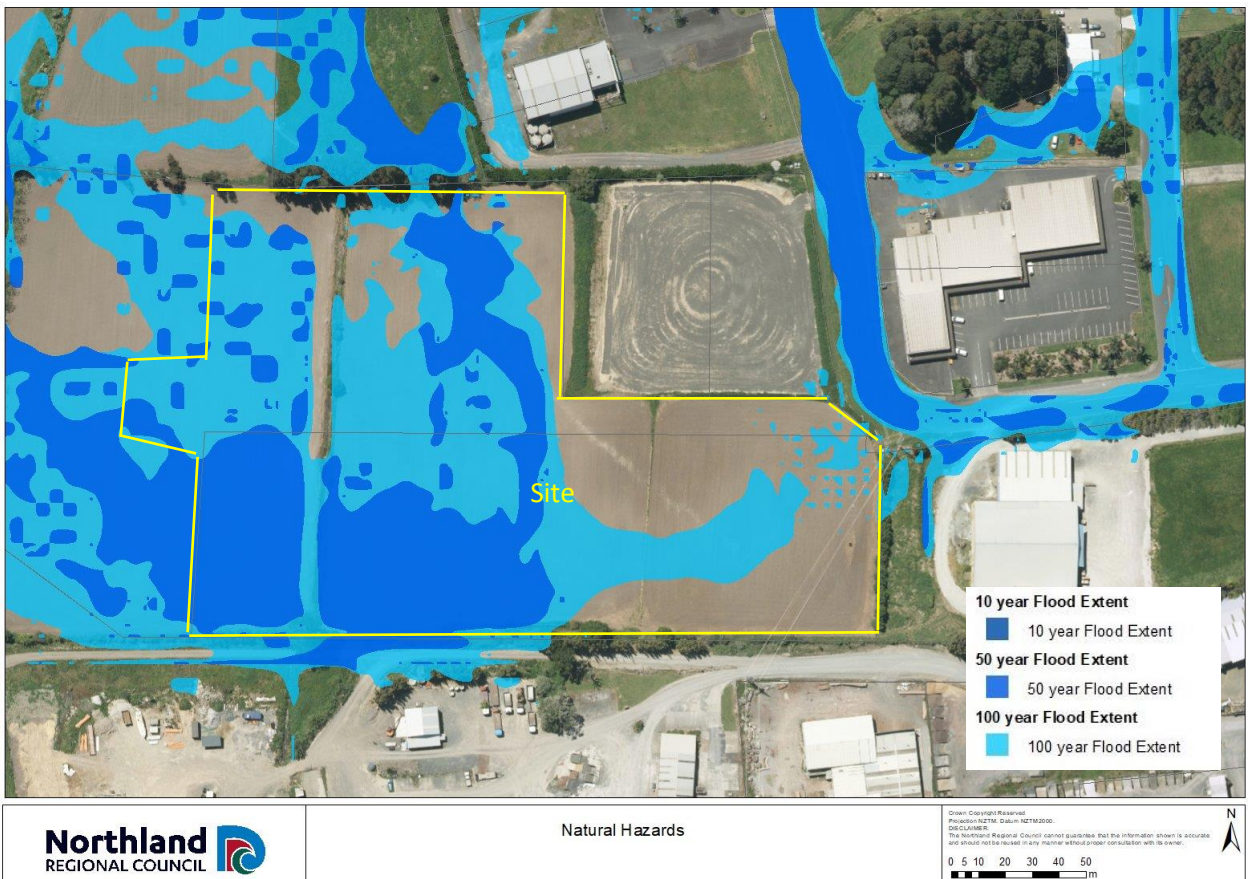 Site
10 year Flood Extent
10 year Flood Extent
50 year Flood Extent
50 year Flood Extent
100 year Flood Extent
100 year Flood Extent
Northland
REGIONAL COUNCIL
Natural Hazards
Crown Copyright Reserved
Projection NZTM. Datum NZTM2000.
DISCLAIMER:
The Northland Regional Council cannot guarantee that the information shown is accurate
and should not be reused in any manner without proper consultation with its owner.
N
0 5 10 20 30 40 50
m